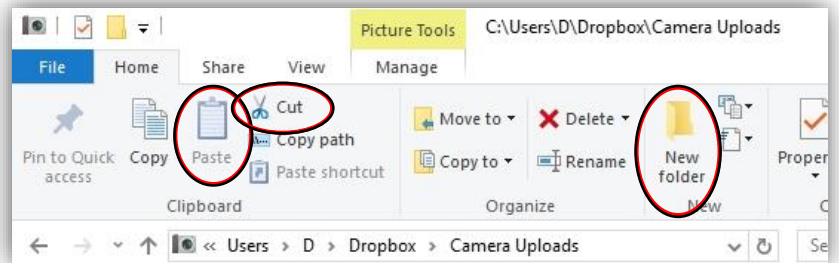 Picture Tools C:\Users\D\Dropbox\Camera Uploads
File Home Share View Manage
Pin to Quick access
Copy
Paste
Cut
Copy path
Paste shortcut
Move to
Copy to
Delete
Rename
New folder
Clipboard Organize New
« Users > D > Dropbox > Camera Uploads